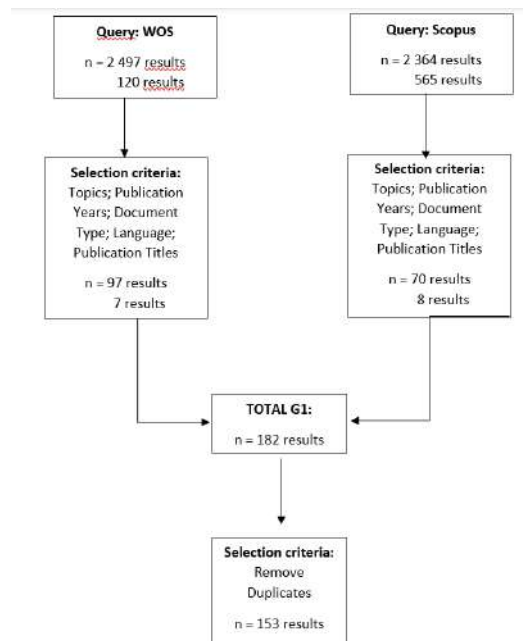 Query: WOS
n = 2 497 results
120 results
Query: Scopus
n = 2 364 results
565 results
Selection criteria:
Topics; Publication
Years; Document
Type; Language;
Publication Titles
n = 97 results
7 results
Selection criteria:
Topics; Publication
Years; Document
Type; Language;
Publication Titles
n = 70 results
8 results
TOTAL G1:
n = 182 results
Selection criteria:
Remove
Duplicates
n = 153 results